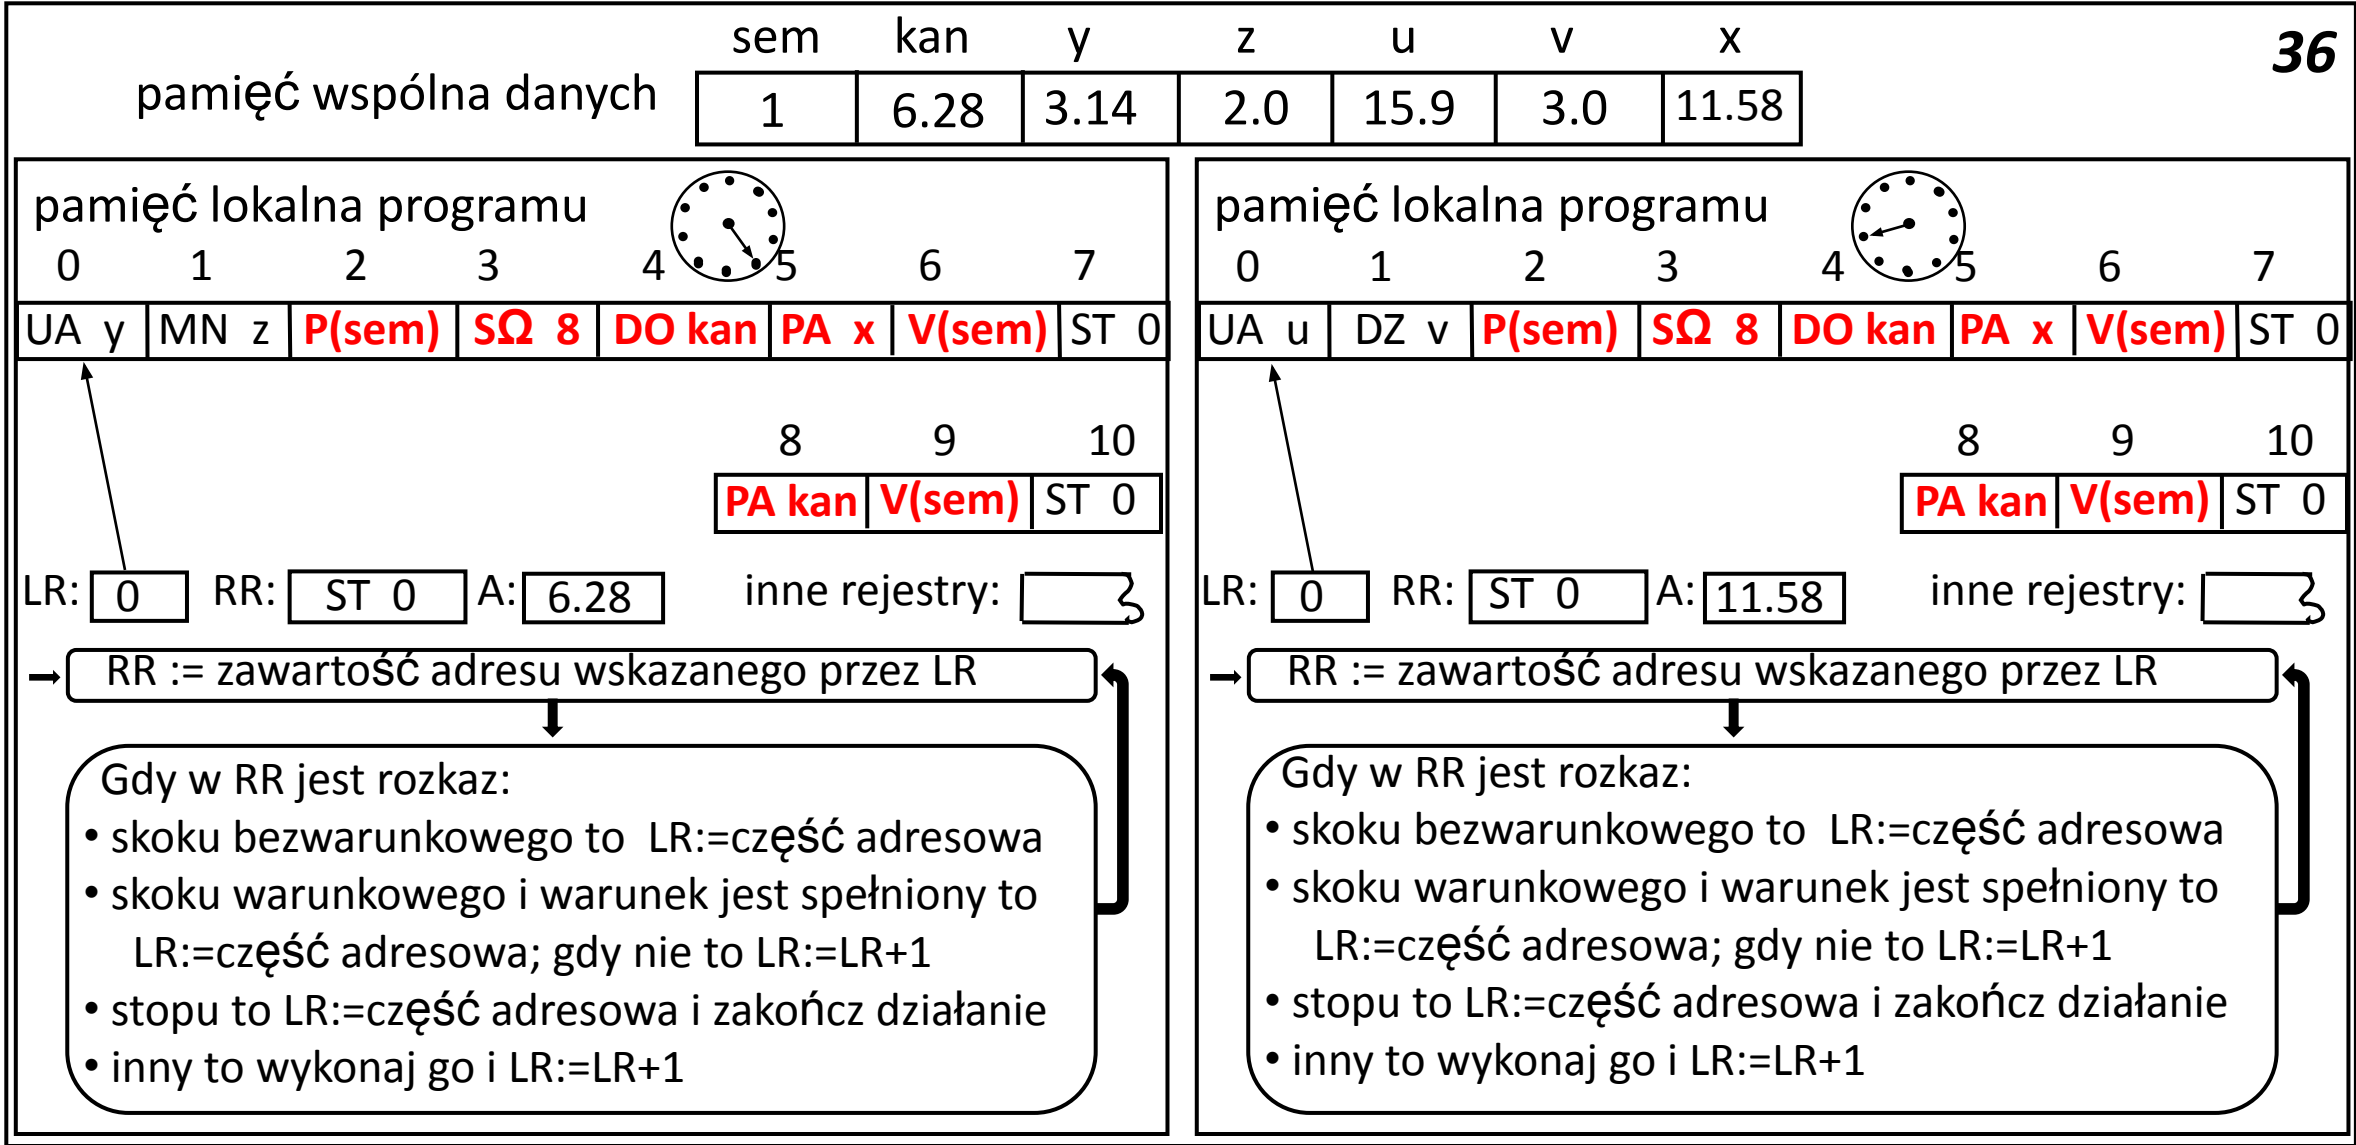 sem kan y z u v x
36
pamięć wspólna danych 1 6.28 3.14 2.0 15.9 3.0 11.58
pamięć lokalna programu
0 1 2 3 4 5 6 7
UA y MN z P(sem) SΩ 8 DO kan PA x V(sem) ST 0
8 9 10
PA kan V(sem) ST 0
LR: 0 RR: ST 0 A: 6.28 inne rejestry:
RR := zawartość adresu wskazanego przez LR
Gdy w RR jest rozkaz:
• skoku bezwarunkowego to LR:=część adresowa
• skoku warunkowego i warunek jest spełniony to
LR:=część adresowa; gdy nie to LR:=LR+1
• stopu to LR:=część adresowa i zakończ działanie
• inny to wykonaj go i LR:=LR+1
pamięć lokalna programu
0 1 2 3 4 5 6 7
UA u DZ v P(sem) SΩ 8 DO kan PA x V(sem) ST 0
8 9 10
PA kan V(sem) ST 0
LR: 0 RR: ST 0 A: 11.58 inne rejestry:
RR := zawartość adresu wskazanego przez LR
Gdy w RR jest rozkaz:
• skoku bezwarunkowego to LR:=część adresowa
• skoku warunkowego i warunek jest spełniony to
LR:=część adresowa; gdy nie to LR:=LR+1
• stopu to LR:=część adresowa i zakończ działanie
• inny to wykonaj go i LR:=LR+1